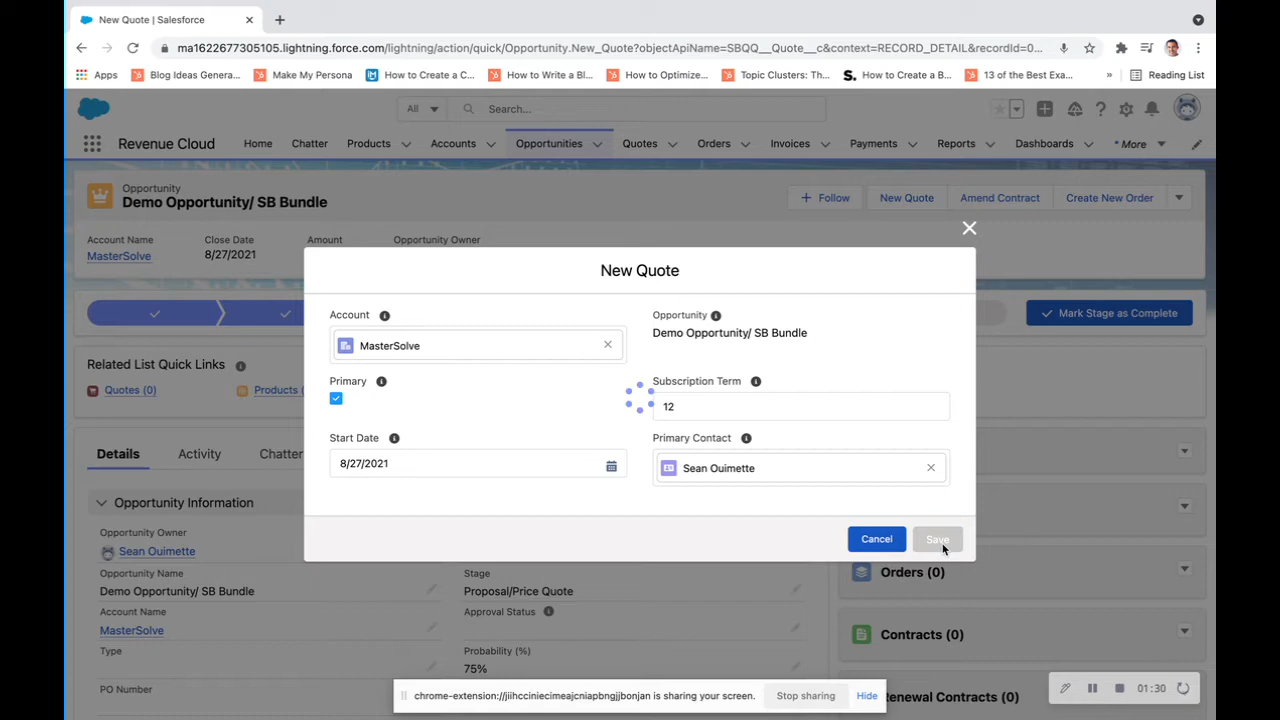 New Quote | Salesforce
ma1622677305105.lightning.force.com/lightning/action/quick/Opportunity.New_Quote?objectApiName=SBQQ__Quote__c&context=RECORD_DETAIL&recordId=0...
Apps Blog Ideas Genera... Make My Persona How to Create a C... How to Write a Bl... How to Optimize... Topic Clusters: Th... How to Create a B... 13 of the Best Exa... » Reading List
All Search...
Revenue Cloud Home Chatter Products Accounts Opportunities Quotes Orders Invoices Payments Reports Dashboards * More
Opportunity
Demo Opportunity/ SB Bundle
+ Follow New Quote Amend Contract Create New Order
Account Name Close Date Amount Opportunity Owner
MasterSolve 8/27/2021
New Quote
Account Opportunity
MasterSolve Demo Opportunity/ SB Bundle
Mark Stage as Complete
Related List Quick Links
Quotes (0) Products (
Primary Subscription Term
12
Start Date Primary Contact
8/27/2021 Sean Ouimette
Cancel Save
Details Activity Chatter
Opportunity Information
Opportunity Owner
Sean Ouimette
Opportunity Name Stage
Demo Opportunity/ SB Bundle Proposal/Price Quote
Account Name Approval Status
MasterSolve
Type Probability (%)
75%
PO Number
Orders (0)
Contracts (0)
Renewal Contracts (0)
chrome-extension://jiihcciniecimeajcniapbngjjbonjan is sharing your screen. Stop sharing Hide
01:30